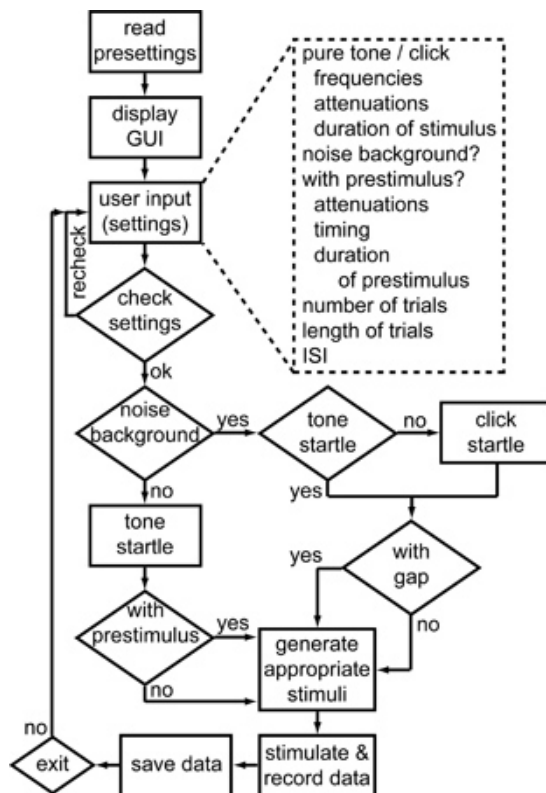 read
presettings
display
GUI
user input
(settings)
recheck
check
settings
ok
pure tone / click
frequencies
attenuations
duration of stimulus
noise background?
with prestimulus?
attenuations
timing
duration
of prestimulus
number of trials
length of trials
ISI
noise
background
yes
tone
startle
no
click
startle
no
yes
tone
startle
with
gap
yes
no
with
prestimulus
yes
no
generate
appropriate
stimuli
stimulate &
record data
save data
exit
no